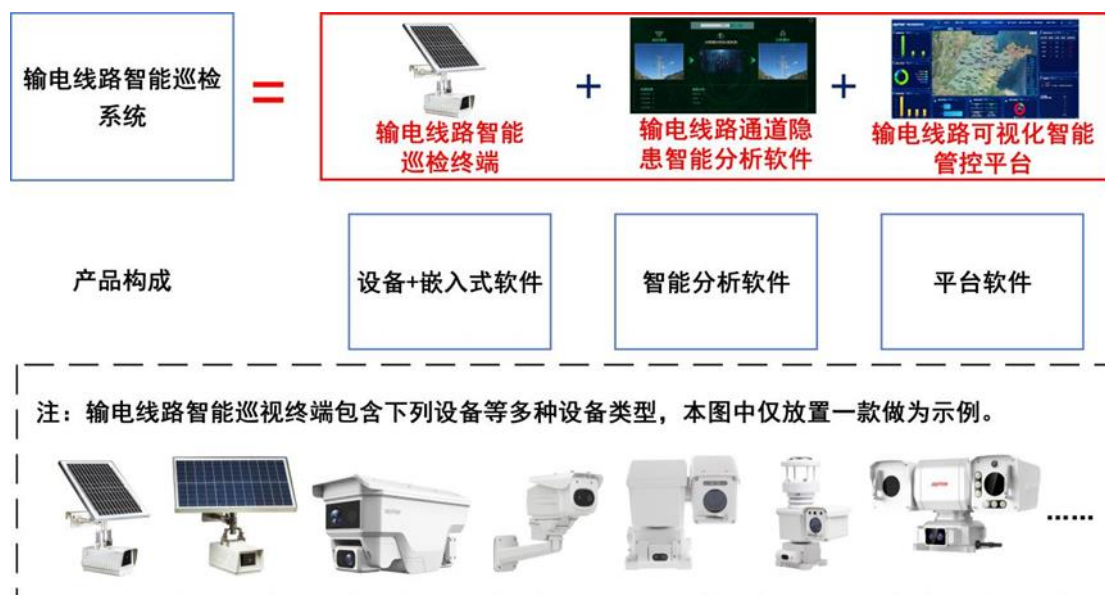 输电线路智能巡检
系统
=
+
+
输电线路智能
巡检终端
输电线路通道隐
患智能分析软件
输电线路可视化智能
管控平台
产品构成
设备+嵌入式软件
智能分析软件
平台软件
注：输电线路智能巡视终端包含下列设备等多种设备类型，本图中仅放置一款做为示例。
……